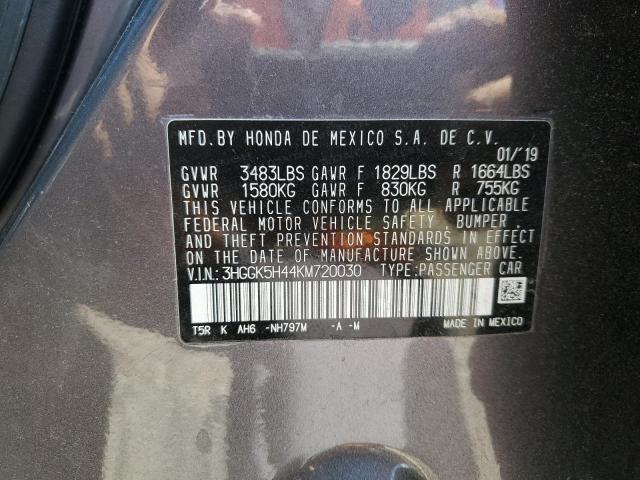 MFD.BY HONDA DE MEXICO S.A. DE C.V.
01/'19
GVWR 3483LBS GAWR F 1829LBS R 1664LBS
GVWR 1580KG GAWR F 830KG R 755KG
THIS VEHICLE CONFORMS TO ALL APPLICABLE
FEDERAL MOTOR VEHICLE SAFETY, BUMPER,
AND THEFT PREVENTION STANDARDS IN EFFECT
ON THE DATE OF MANUFACTURE SHOWN ABOVE.
V.I.N.: 3HGGK5H44KM720030 TYPE:PASSENGER CAR
T5R K AH6 -NH797M -A -M MADE IN MEXICO